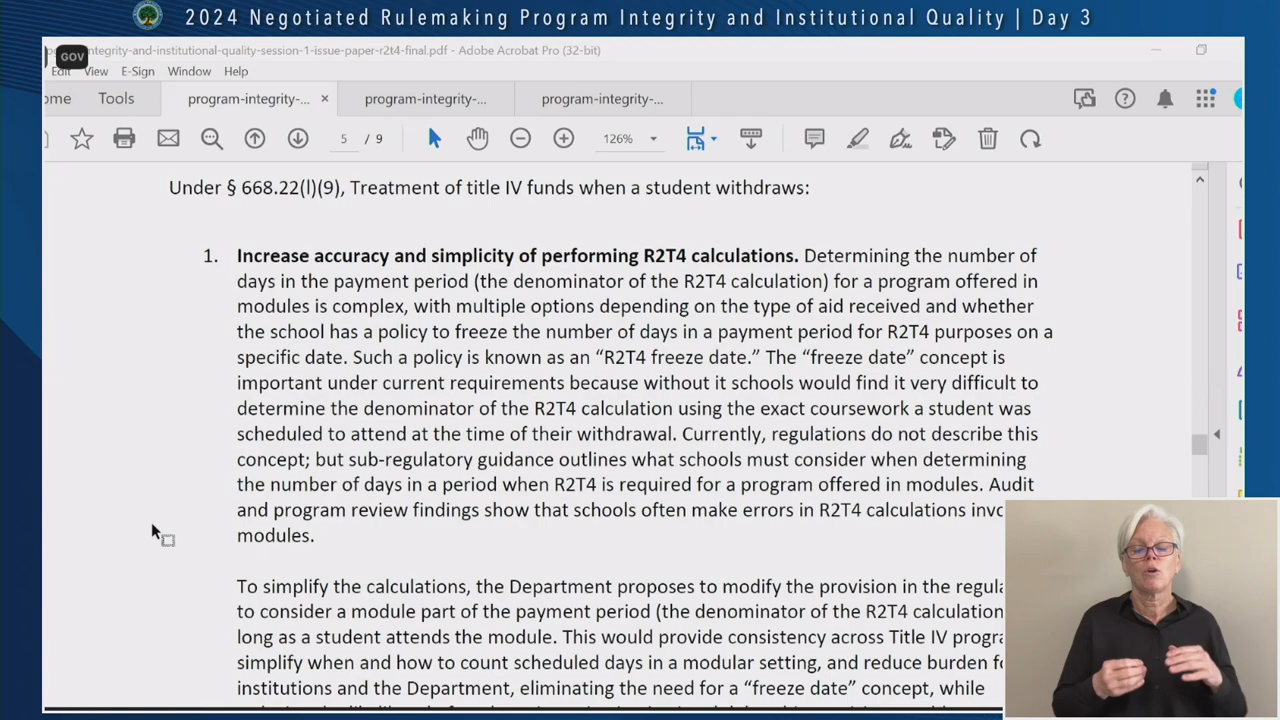 2024 Negotiated Rulemaking Program Integrity and Institutional Quality | Day 3
GOV
integrity-and-institutional-quality-session-1-issue-paper-r2t4-final.pdf - Adobe Acrobat Pro (32-bit)
Edit View E-Sign Window Help
ome Tools program-integrity-... × program-integrity-... program-integrity-...
5 / 9 126%
Under § 668.22(l)(9), Treatment of title IV funds when a student withdraws:
1. Increase accuracy and simplicity of performing R2T4 calculations. Determining the number of
days in the payment period (the denominator of the R2T4 calculation) for a program offered in
modules is complex, with multiple options depending on the type of aid received and whether
the school has a policy to freeze the number of days in a payment period for R2T4 purposes on a
specific date. Such a policy is known as an “R2T4 freeze date.” The “freeze date” concept is
important under current requirements because without it schools would find it very difficult to
determine the denominator of the R2T4 calculation using the exact coursework a student was
scheduled to attend at the time of their withdrawal. Currently, regulations do not describe this
concept; but sub-regulatory guidance outlines what schools must consider when determining
the number of days in a period when R2T4 is required for a program offered in modules. Audit
and program review findings show that schools often make errors in R2T4 calculations invo
modules.
To simplify the calculations, the Department proposes to modify the provision in the regula
to consider a module part of the payment period (the denominator of the R2T4 calculation
long as a student attends the module. This would provide consistency across Title IV progra
simplify when and how to count scheduled days in a modular setting, and reduce burden fo
institutions and the Department, eliminating the need for a “freeze date” concept, while